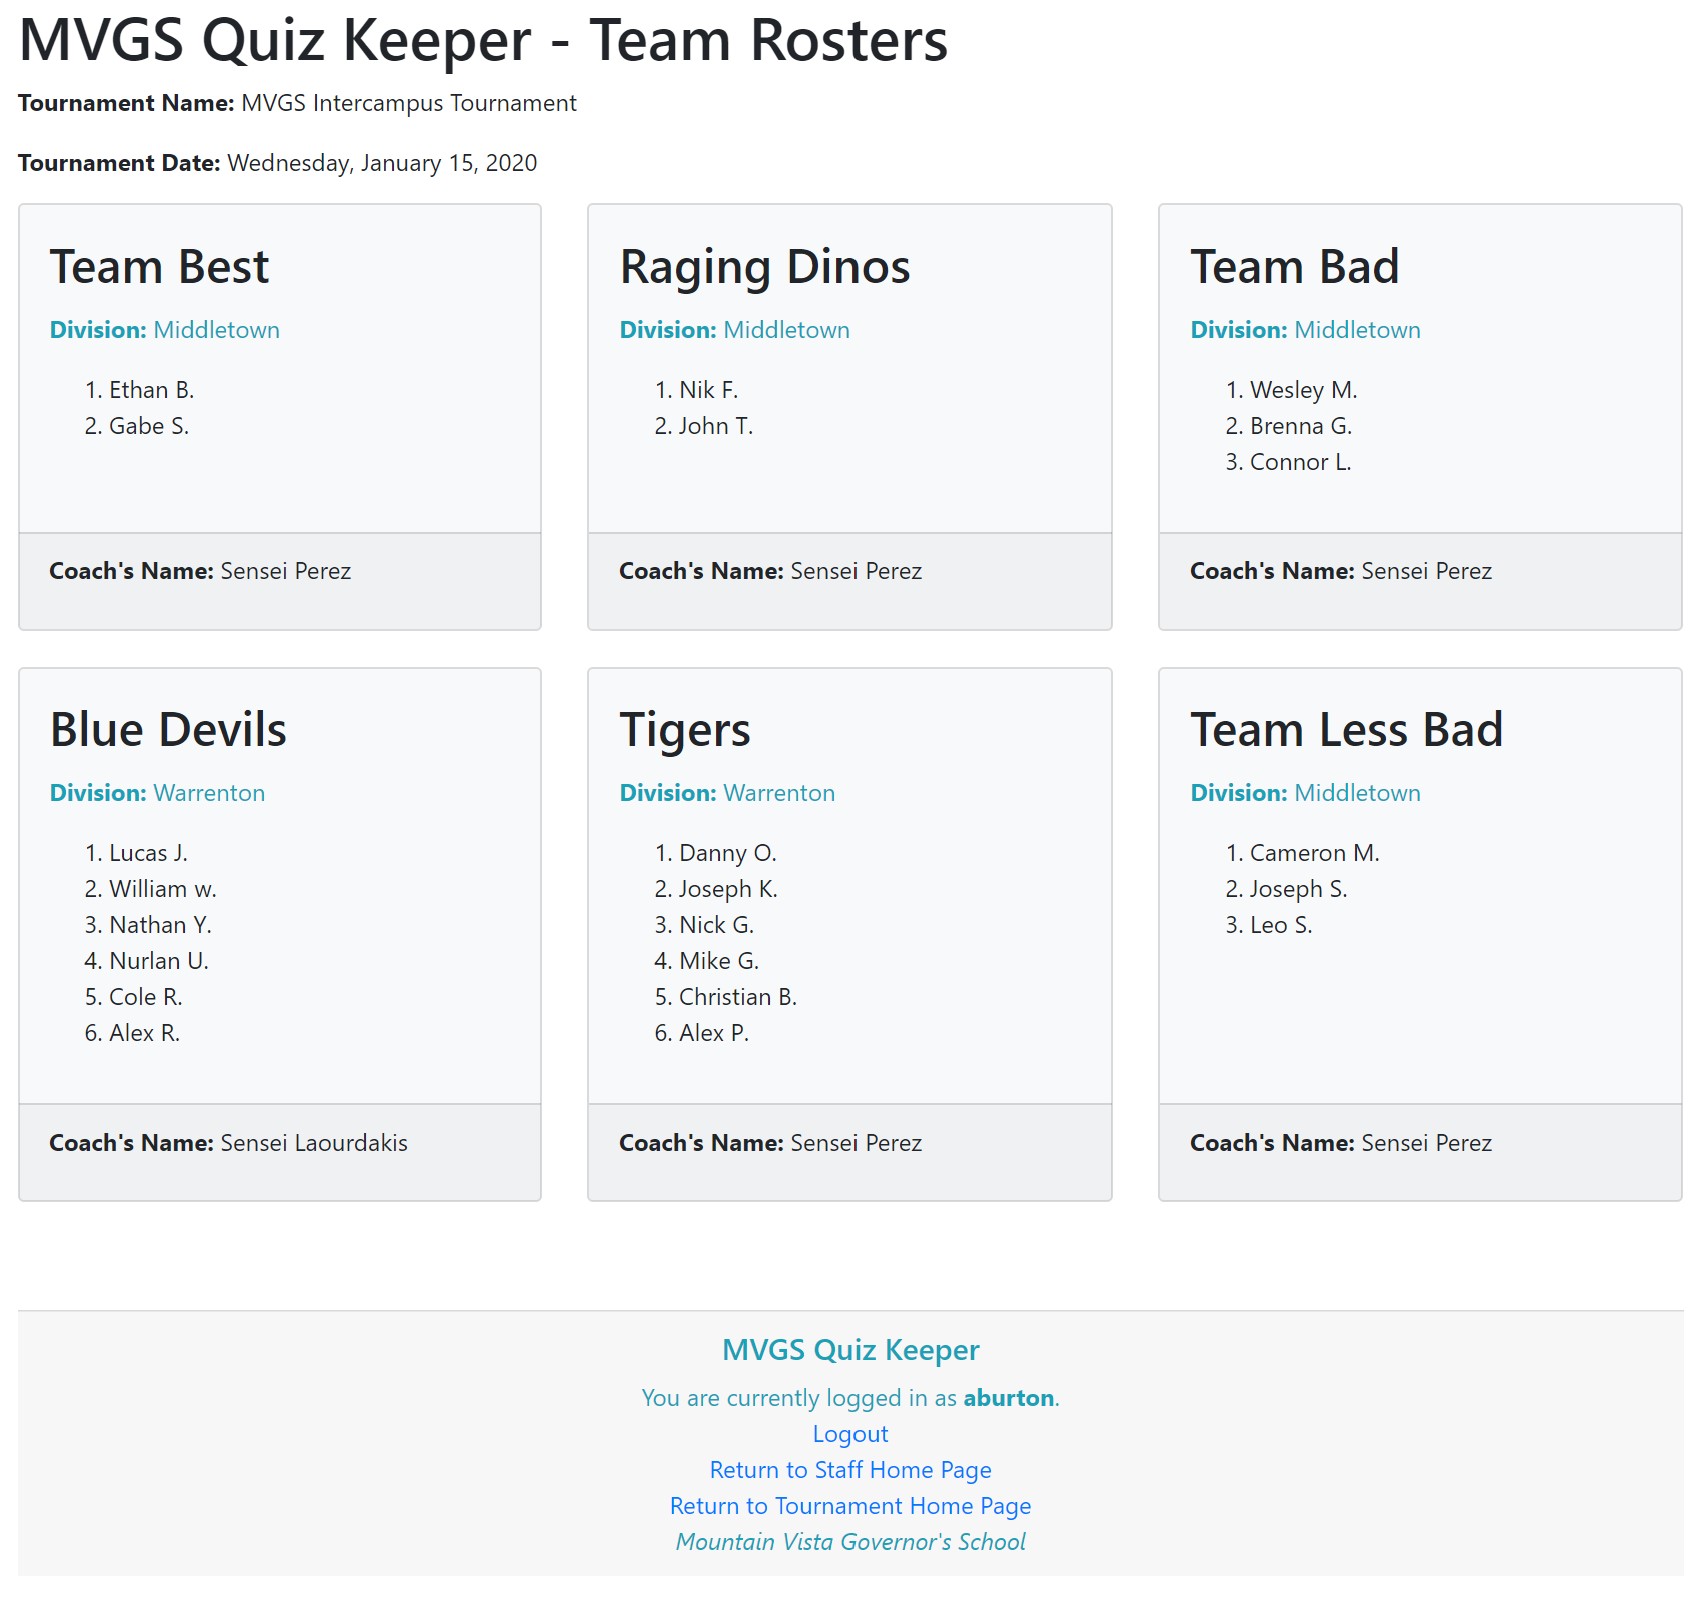 MVGS Quiz Keeper - Team Rosters
Tournament Name: MVGS Intercampus Tournament
Tournament Date: Wednesday, January 15, 2020
Team Best
Division: Middletown
1. Ethan B.
2. Gabe S.
Coach's Name: Sensei Perez
Raging Dinos
Division: Middletown
1. Nik F.
2. John T.
Coach's Name: Sensei Perez
Team Bad
Division: Middletown
1. Wesley M.
2. Brenna G.
3. Connor L.
Coach's Name: Sensei Perez
Blue Devils
Division: Warrenton
1. Lucas J.
2. William w.
3. Nathan Y.
4. Nurlan U.
5. Cole R.
6. Alex R.
Coach's Name: Sensei Laourdakis
Tigers
Division: Warrenton
1. Danny O.
2. Joseph K.
3. Nick G.
4. Mike G.
5. Christian B.
6. Alex P.
Coach's Name: Sensei Perez
Team Less Bad
Division: Middletown
1. Cameron M.
2. Joseph S.
3. Leo S.
Coach's Name: Sensei Perez
MVGS Quiz Keeper
You are currently logged in as aburton.
Logout
Return to Staff Home Page
Return to Tournament Home Page
Mountain Vista Governor's School